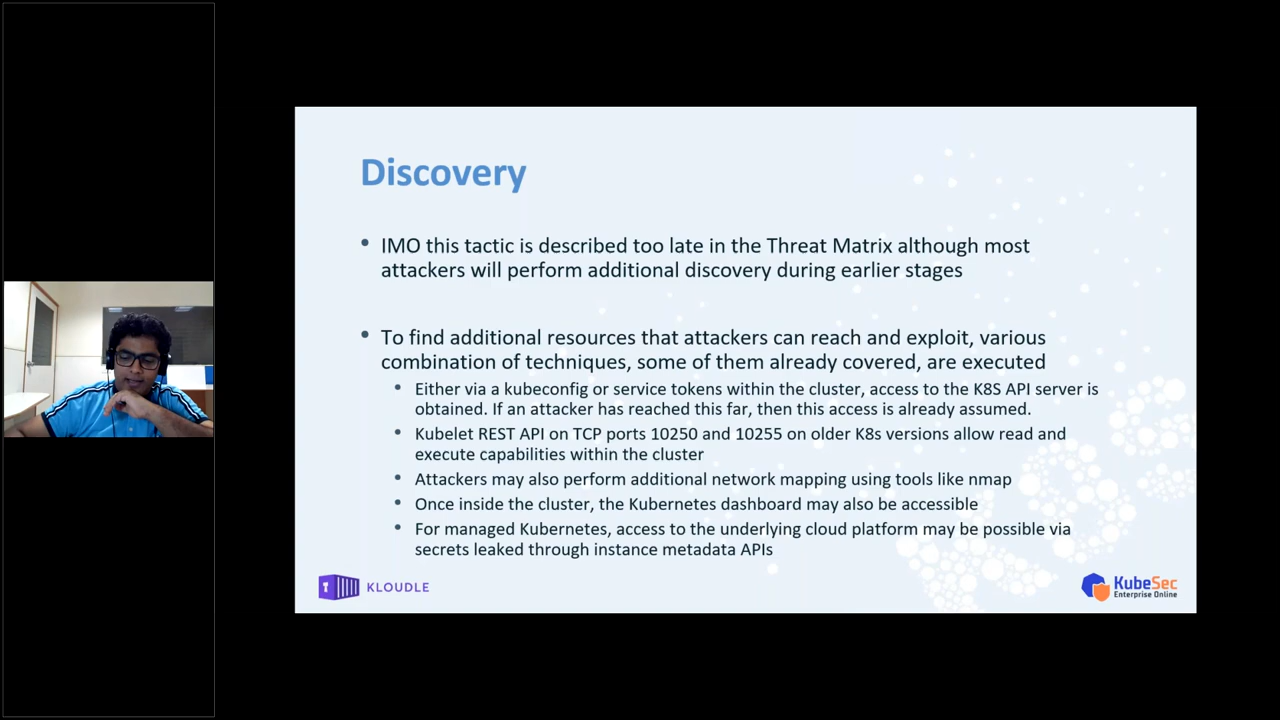 Discovery
IMO this tactic is described too late in the Threat Matrix although most
attackers will perform additional discovery during earlier stages
To find additional resources that attackers can reach and exploit, various
combination of techniques, some of them already covered, are executed
Either via a kubeconfig or service tokens within the cluster, access to the K8S API server is
obtained. If an attacker has reached this far, then this access is already assumed.
Kubelet REST API on TCP ports 10250 and 10255 on older K8s versions allow read and
execute capabilities within the cluster
Attackers may also perform additional network mapping using tools like nmap
Once inside the cluster, the Kubernetes dashboard may also be accessible
For managed Kubernetes, access to the underlying cloud platform may be possible via
secrets leaked through instance metadata APIs
KLOUDLE
KubeSec
Enterprise Online